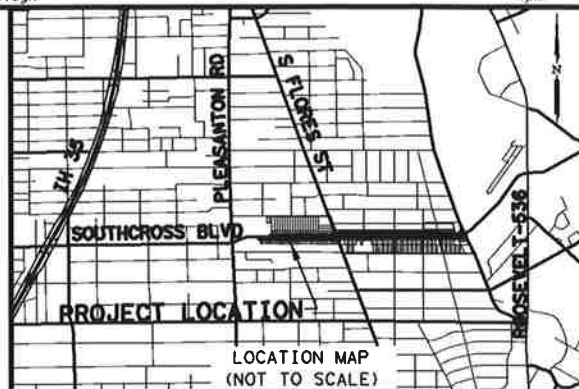 IH 35
PLEASANTON RD
S FLORES ST
N
SOUTHCROSS BLVD
ROOSEVELT-536
PROJECT LOCATION
LOCATION MAP
(NOT TO SCALE)